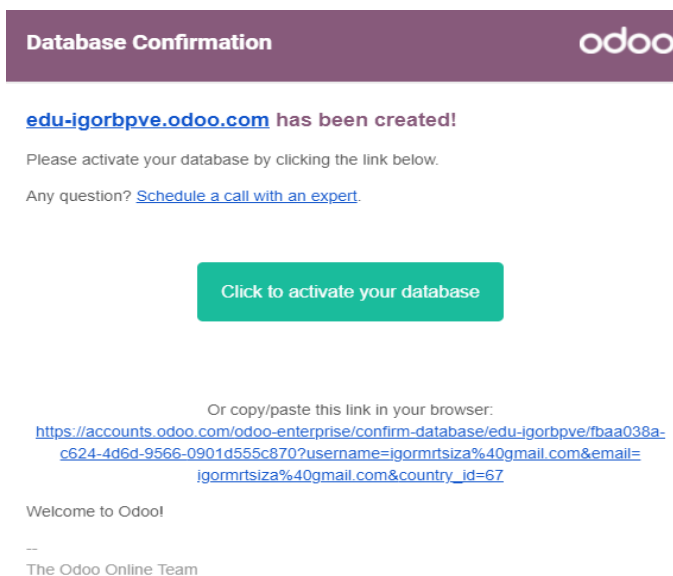 Database Confirmation odoo
edu-igorbpve.odoo.com has been created!
Please activate your database by clicking the link below.
Any question? Schedule a call with an expert.
Click to activate your database
Or copy/paste this link in your browser:
https://accounts.odoo.com/odoo-enterprise/confirm-database/edu-igorbpve/fbaa038a-
c624-4d6d-9566-0901d555c870?username=igormrtsiza%40gmail.com&email=
igormrtsiza%40gmail.com&country_id=67
Welcome to Odoo!
--
The Odoo Online Team